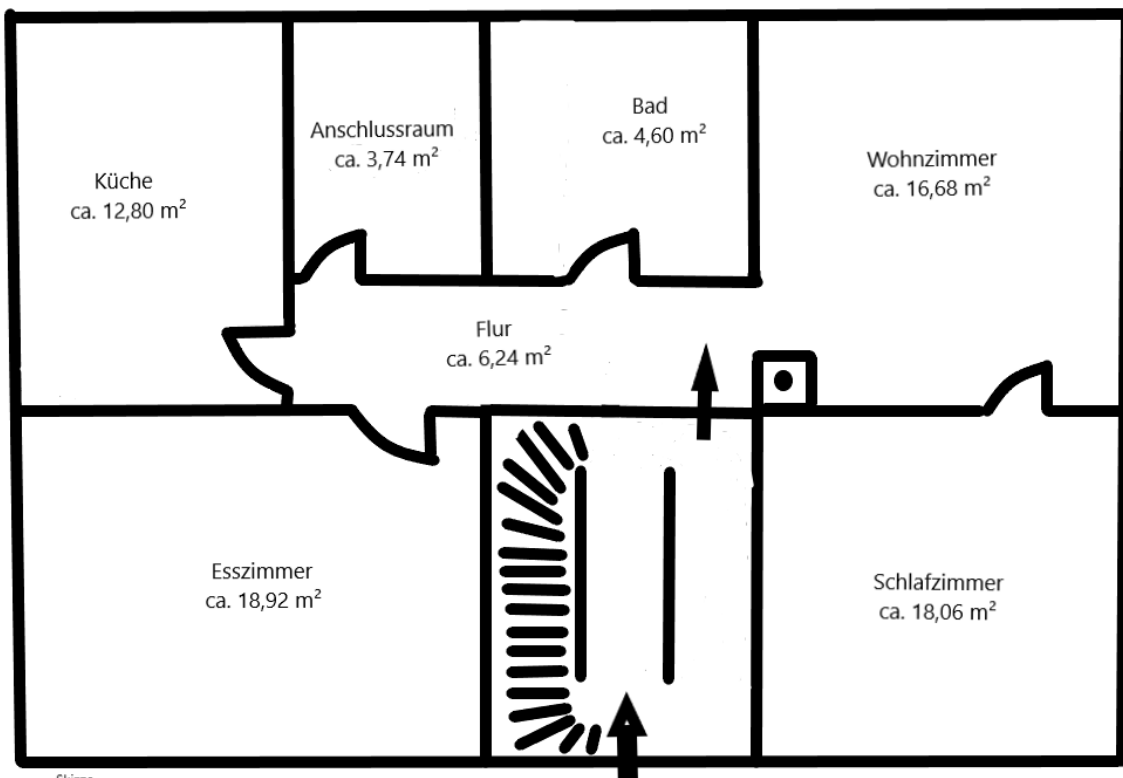 Küche
ca. 12,80 m²
Anschlussraum
ca. 3,74 m²
Bad
ca. 4,60 m²
Wohnzimmer
ca. 16,68 m²
Flur
ca. 6,24 m²
Esszimmer
ca. 18,92 m²
Schlafzimmer
ca. 18,06 m²